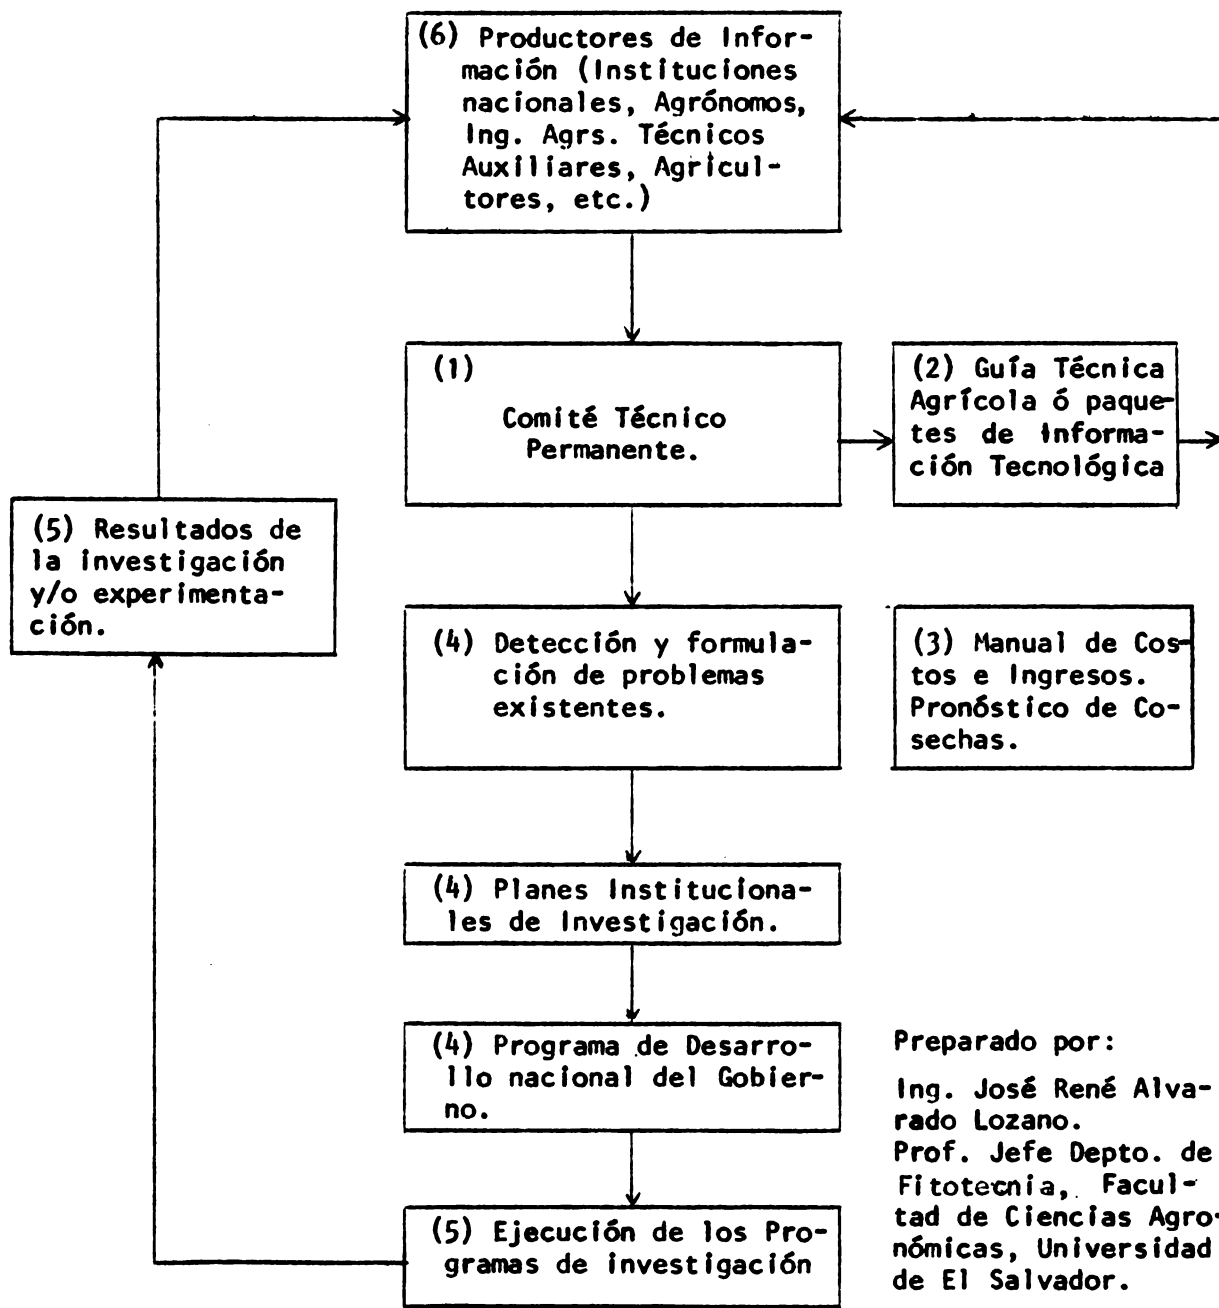 (6) Productores de Infor-
mación (Instituciones
nacionales, Agrónomos,
Ing. Agrs. Técnicos
Auxiliares, Agricul-
tores, etc.)
(1)
Comité Técnico
Permanente.
(2) Guía Técnica
Agrícola ó paque-
tes de Informa-
ción Tecnológica
(5) Resultados de
la investigación
y/o experimenta-
ción.
(4) Detección y formula-
ción de problemas
existentes.
(3) Manual de Cos-
tos e Ingresos.
Pronóstico de Co-
sechas.
(4) Planes Instituciona-
les de Investigación.
(4) Programa de Desarro-
llo nacional del Gobier-
no.
(5) Ejecución de los Pro-
gramas de investigación
Preparado por:
Ing. José René Alva-
rado Lozano.
Prof. Jefe Depto. de
Fitotecnia, Facul-
tad de Ciencias Agro-
nómicas, Universidad
de El Salvador.